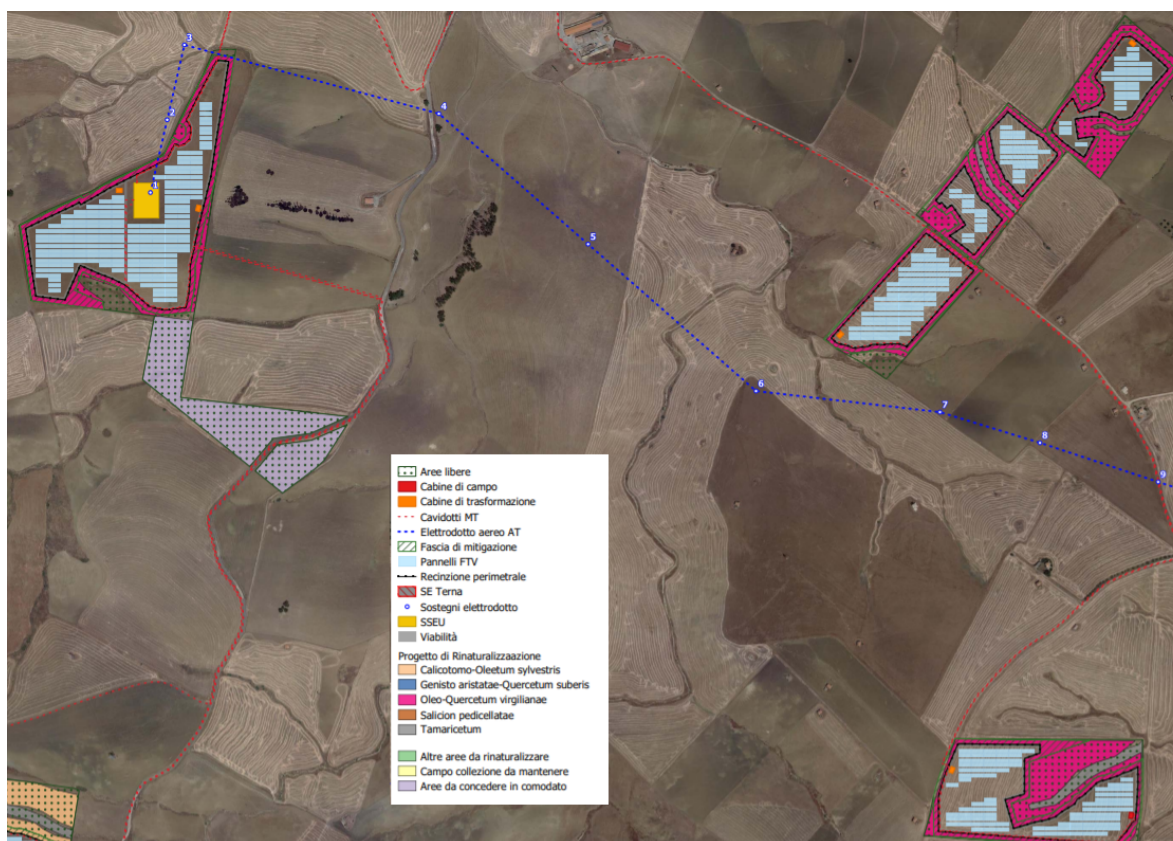 3
4
2
1
5
6
7
8
9
Aree libere
Cabine di campo
Cabine di trasformazione
Cavidotti MT
Elettrodotto aereo AT
Fascia di mitigazione
Pannelli FTV
Recinzione perimetrale
SE Terna
Sostegni elettrodotto
SSEU
Viabilità
Progetto di Rinaturalizzaazione
Calicotomo-Oleetum sylvestris
Genisto aristatae-Quercetum suberis
Oleo-Quercetum virgilianae
Salicion pedicellatae
Tamaricetum
Altre aree da rinaturalizzare
Campo collezione da mantenere
Aree da concedere in comodato